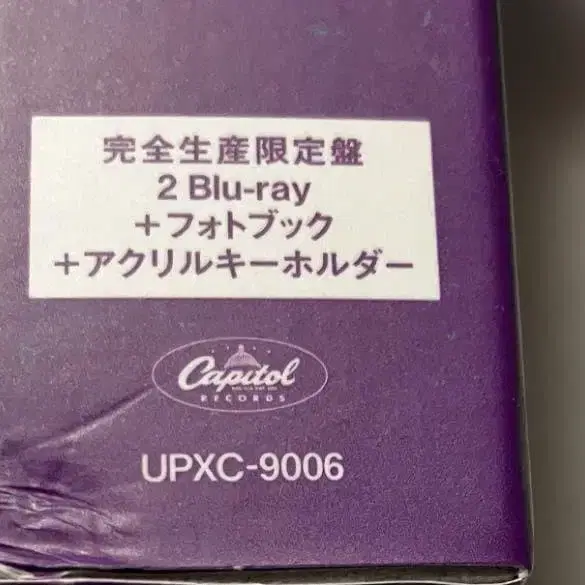 完全生産限定盤
2 Blu-ray
+フォトブック
+アクリルキーホルダー
Capitol
RECORDS
UPXC-9006